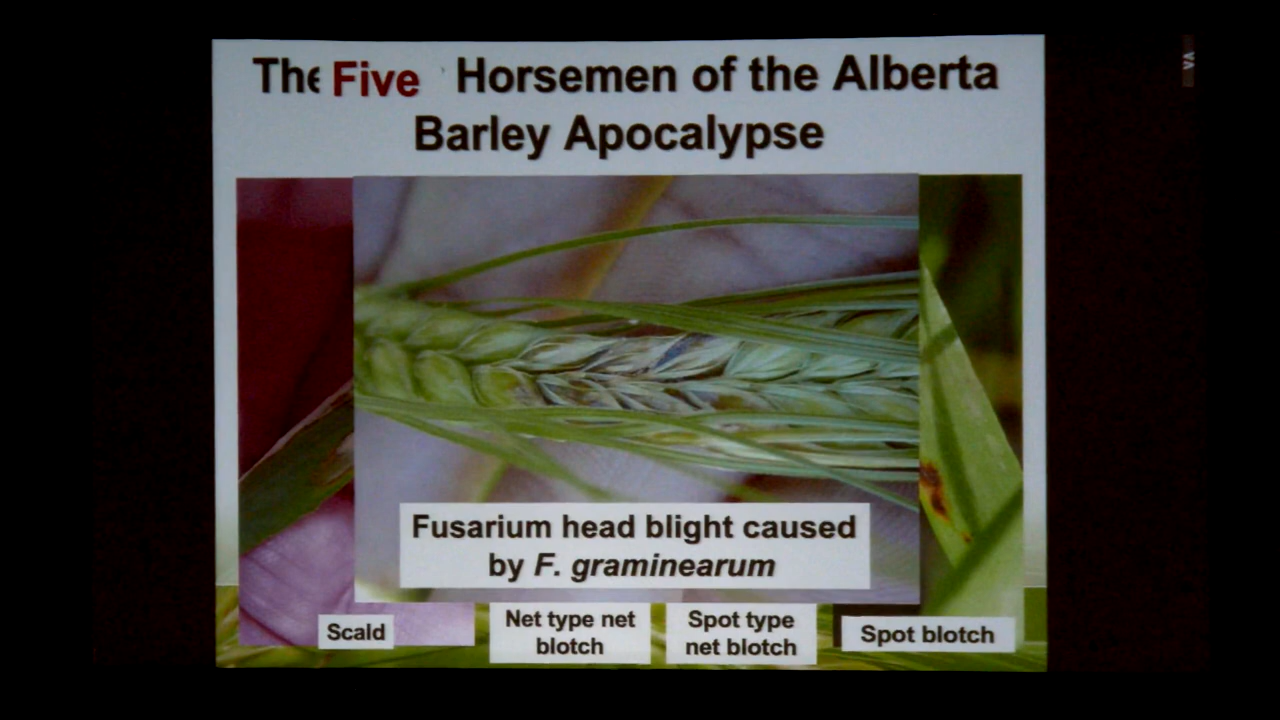 The Five Horsemen of the Alberta
Barley Apocalypse
Fusarium head blight caused
by F. graminearum
Scald
Net type net
blotch
Spot type
net blotch
Spot blotch